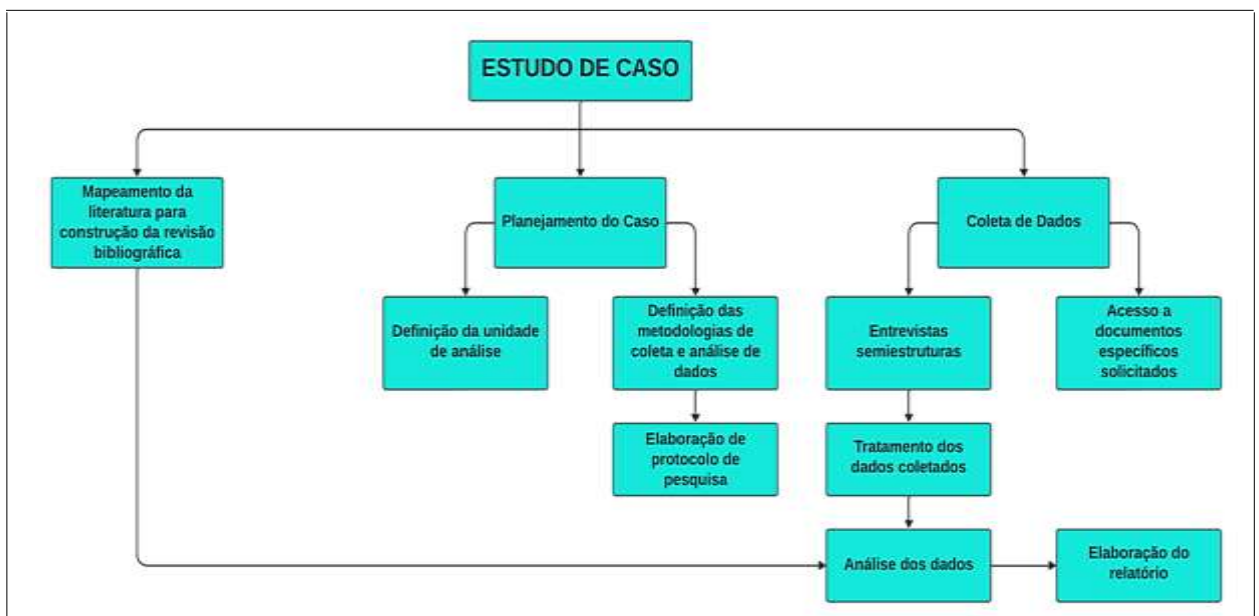 ESTUDO DE CASO
Mapeamento da
literatura para
construção da revisão
bibliográfica
Planejamento do Caso
Coleta de Dados
Definição da unidade
de análise
Definição das
metodologias de
coleta e análise de
dados
Entrevistas
semiestruturas
Acesso a
documentos
específicos
solicitados
Elaboração de
protocolo de
pesquisa
Tratamento dos
dados coletados
Análise dos dados
Elaboração do
relatório